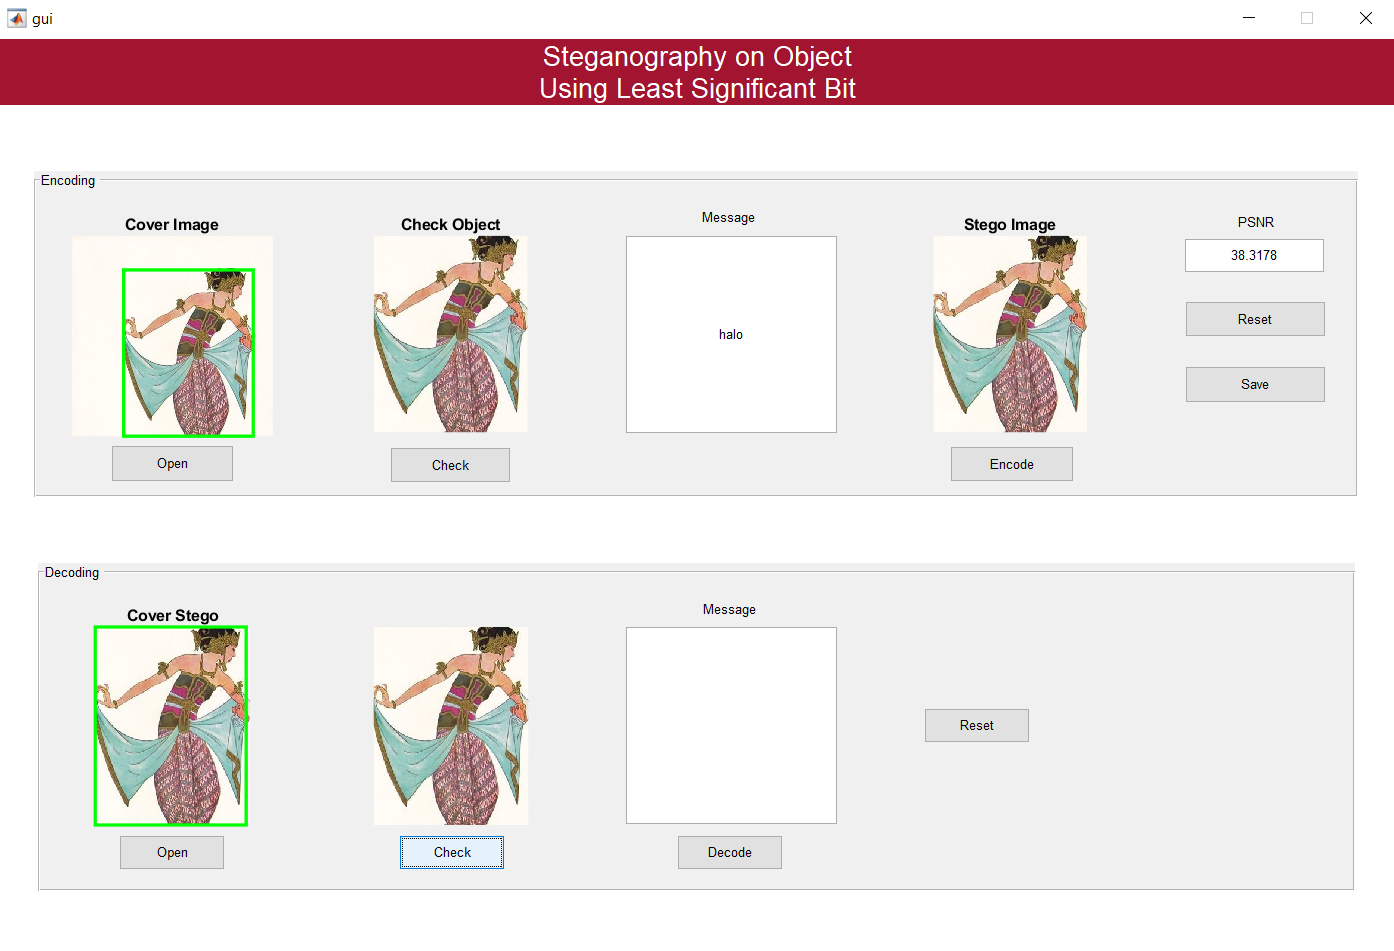 gui
Steganography on Object
Using Least Significant Bit
Encoding
Cover Image
Check Object
Message
Stego Image
PSNR
38.3178
halo
Reset
Save
Open
Check
Encode
Decoding
Cover Stego
Message
Reset
Open
Check
Decode